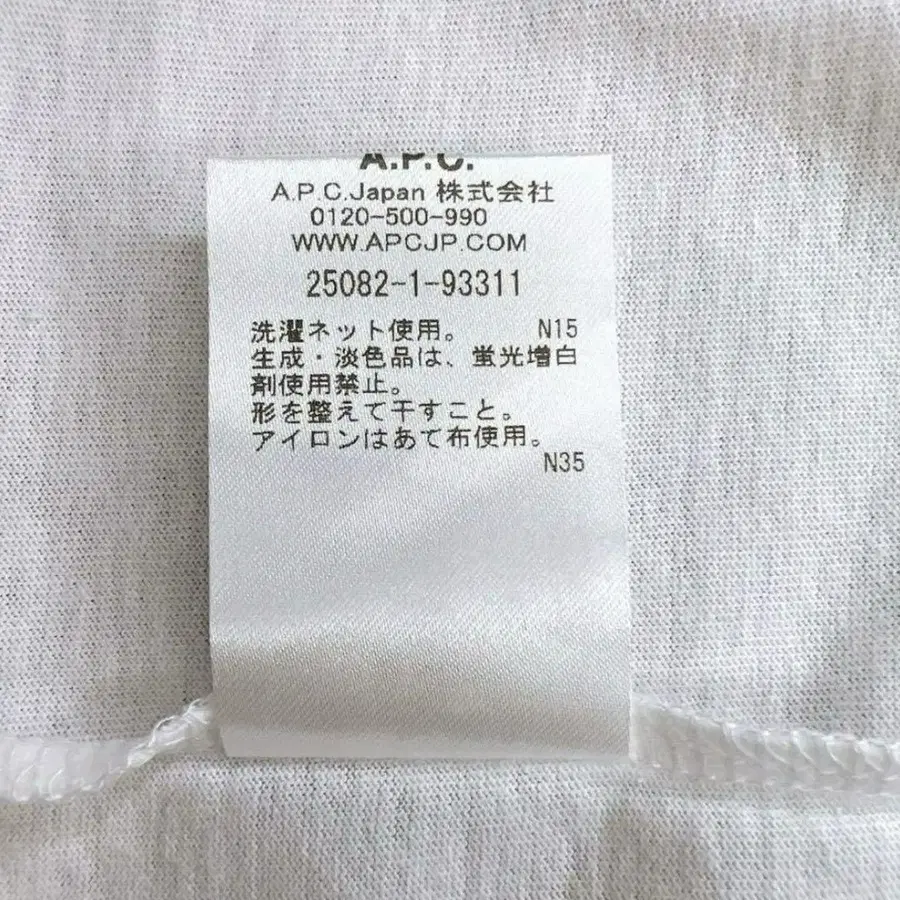 A.P.C.
A.P.C.Japan 株式会社
0120-500-990
WWW.APCJP.COM
25082-1-93311
洗濯ネット使用。 N15
生成・淡色品は、蛍光増白
剤使用禁止。
形を整えて干すこと。
アイロンはあて布使用。
N35